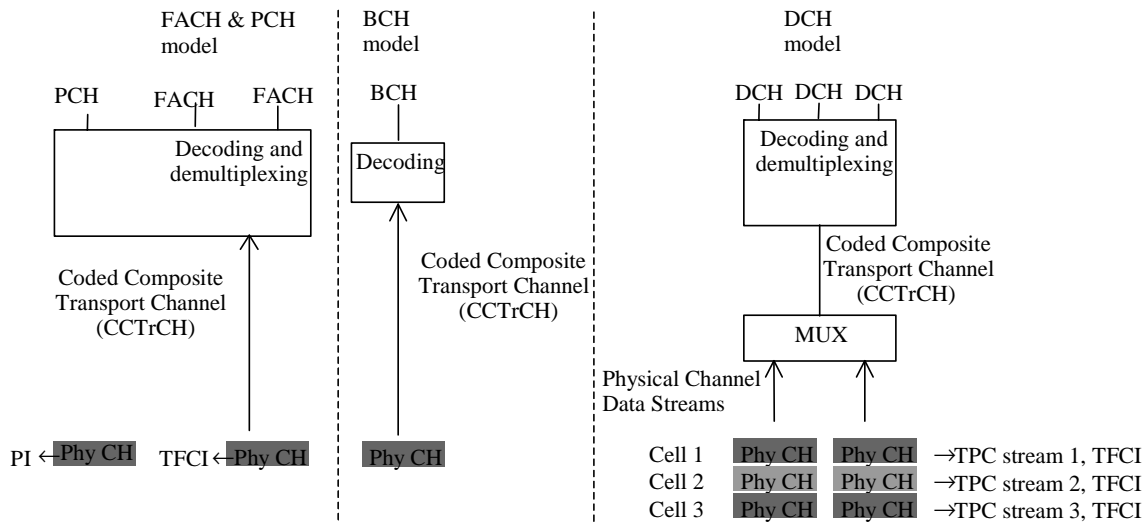 FACH & PCH
model
PCH
FACH
FACH
Decoding and
demultiplexing
Coded Composite
Transport Channel
(CCTrCH)
PI ←Phy CH
TFCI ←Phy CH
BCH
model
BCH
Decoding
Coded Composite
Transport Channel
(CCTrCH)
Phy CH
DCH
model
DCH DCH DCH
Decoding and
demultiplexing
Coded Composite
Transport Channel
(CCTrCH)
MUX
Physical Channel
Data Streams
Cell 1 Phy CH Phy CH →TPC stream 1, TFCI
Cell 2 Phy CH Phy CH →TPC stream 2, TFCI
Cell 3 Phy CH Phy CH →TPC stream 3, TFCI